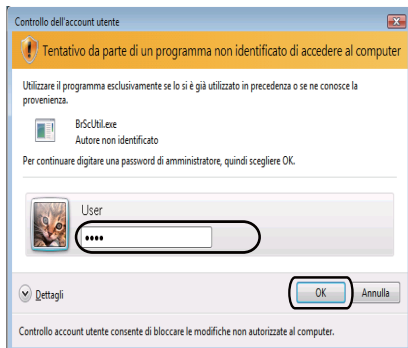 Controllo dell'account utente
Tentativo da parte di un programma non identificato di accedere al computer
Utilizzare il programma esclusivamente se lo si è già utilizzato in precedenza o se ne conosce la
provenienza.
BrScUtil.exe
Autore non identificato
Per continuare digitare una password di amministratore, quindi scegliere OK.
User
••••
Dettagli
OK
Annulla
Controllo account utente consente di bloccare le modifiche non autorizzate al computer.